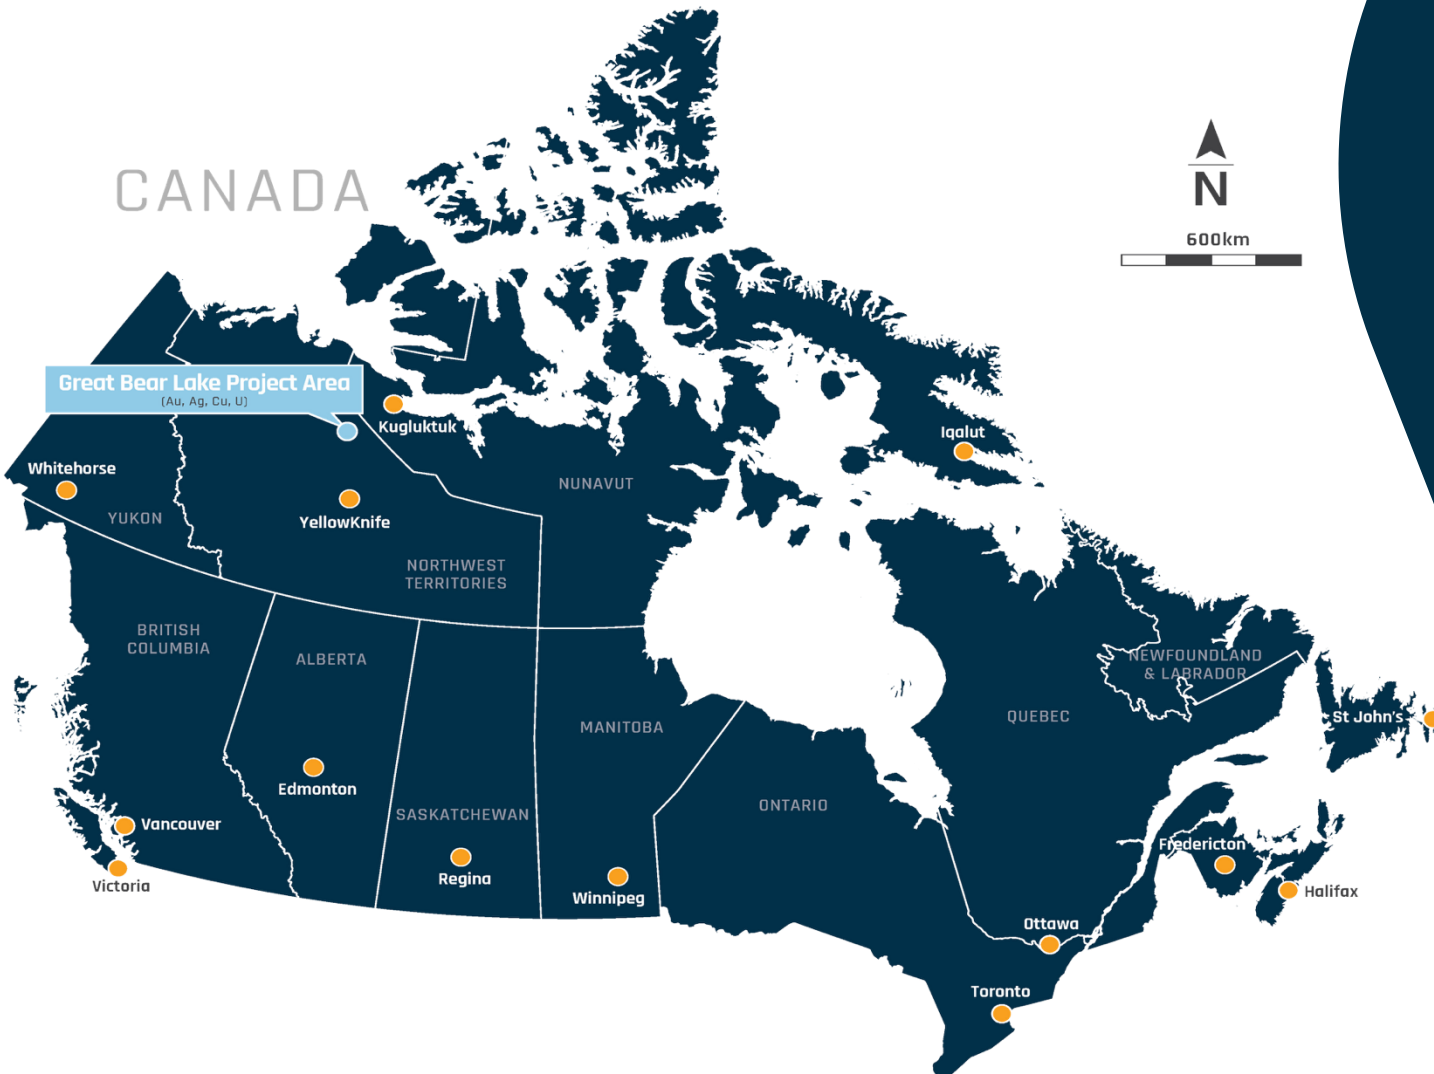 CANADA
N
600km
Great Bear Lake Project Area
(Au, Ag, Cu, U)
Kugluktuk
Iqalut
Whitehorse
NUNAVUT
YUKON
YellowKnife
NORTHWEST
TERRITORIES
BRITISH
COLUMBIA
ALBERTA
NEWFOUNDLAND
& LABRADOR
QUEBEC
St John's
MANITOBA
Edmonton
ONTARIO
SASKATCHEWAN
Vancouver
Fredericton
Regina
Victoria
Winnipeg
Halifax
Ottawa
Toronto